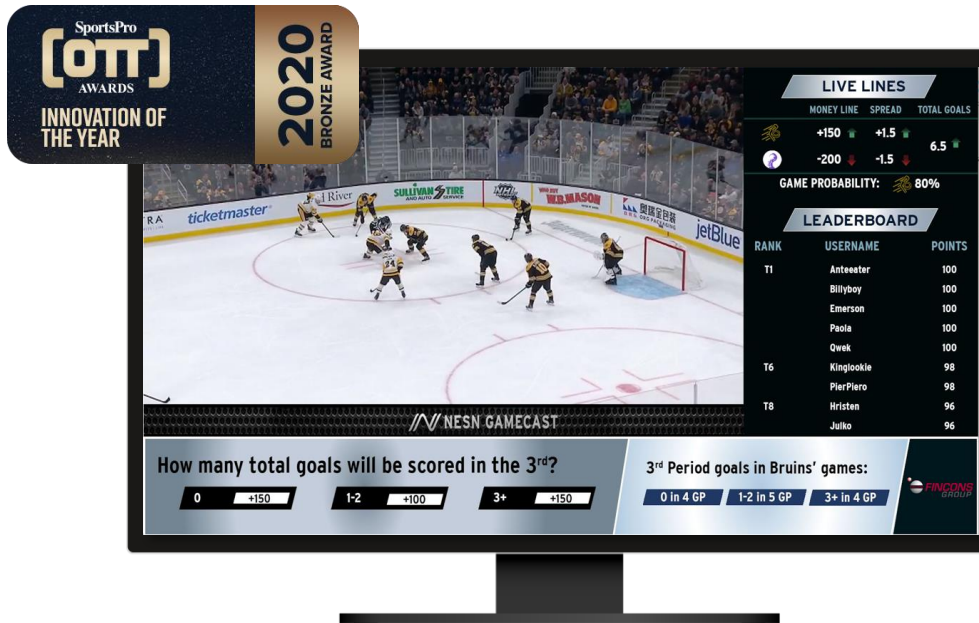 SportsPro
OTT
AWARDS
INNOVATION OF
THE YEAR
2020
BRONZE AWARD
ticketmaster
SULLIVAN TIRE
AND AUTO SERVICE
NHL
W.B.MASON
jetBlue
24
NESN GAMECAST
LIVE LINES
MONEY LINE SPREAD TOTAL GOALS
+150 +1.5
6.5
-200 -1.5
GAME PROBABILITY: 80%
LEADERBOARD
RANK USERNAME POINTS
T1 Anteeater 100
Billyboy 100
Emerson 100
Paola 100
Qwek 100
T6 Kinglookie 98
PierPiero 98
T8 Hristen 96
Julko 96
How many total goals will be scored in the 3rd?
0 +150 1-2 +100 3+ +150
3rd Period goals in Bruins' games:
0 in 4 GP 1-2 in 5 GP 3+ in 4 GP
FINCONS
GROUP